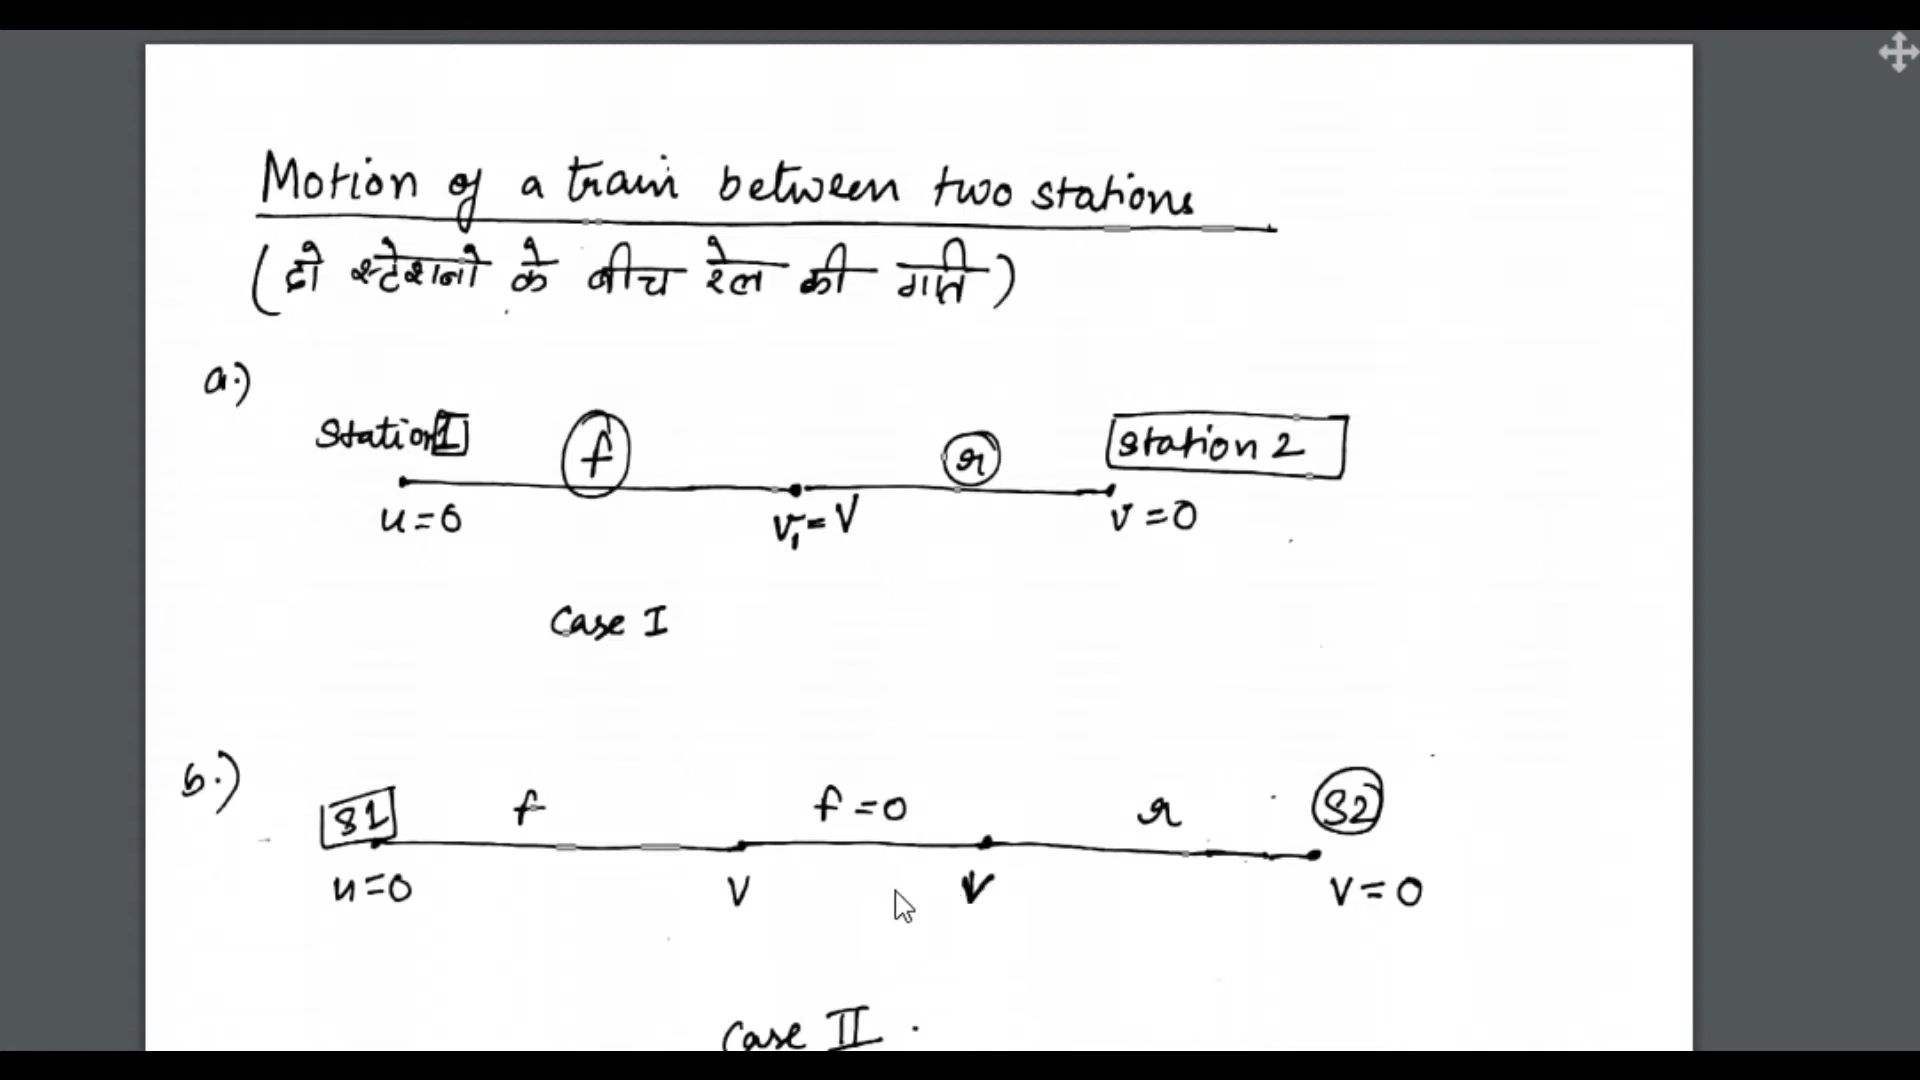 Motion of a train between two stations
(दो स्टेशनो के बीच रेल की गति)
a.)
Station 1 f r Station 2
u=0 v₁=V v=0
Case I
b.)
S1 f f=0 r S2
u=0 V V V=0
Case II.